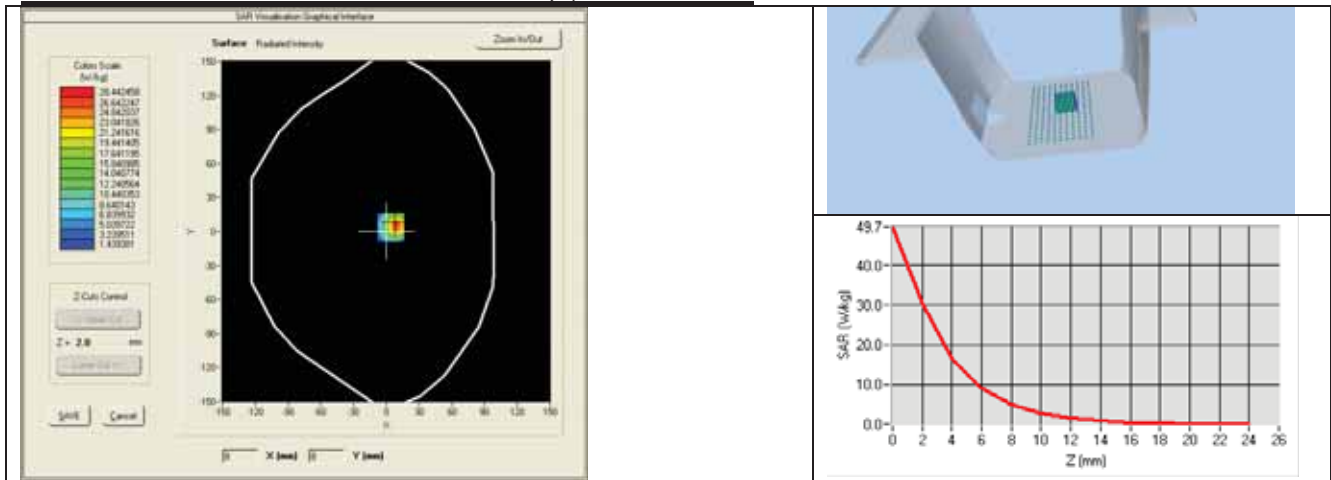 SAR Visualisation Graphical Interface
Surface Radiated Intensity
Zoom In/Out
Colors Scale
(W/kg)
28.442458
26.642247
24.842037
23.041826
21.241616
19.441405
17.641195
15.840985
14.040774
12.240564
10.440353
8.640143
6.839932
5.039722
3.239511
1.439301
150-
120-
90-
60-
30-
Y 0-
-30-
-60-
-90-
-120-
-150-
-150 -120 -90 -60 -30 0 30 60 90 120 150
Z Cuts Control
Z = 2.0 mm
SAVE Cancel
X (mm) Y (mm)
49.7-
40.0-
30.0-
20.0-
10.0-
0.0-
SAR (W/kg)
0 2 4 6 8 10 12 14 16 18 20 22 24 26
Z (mm)